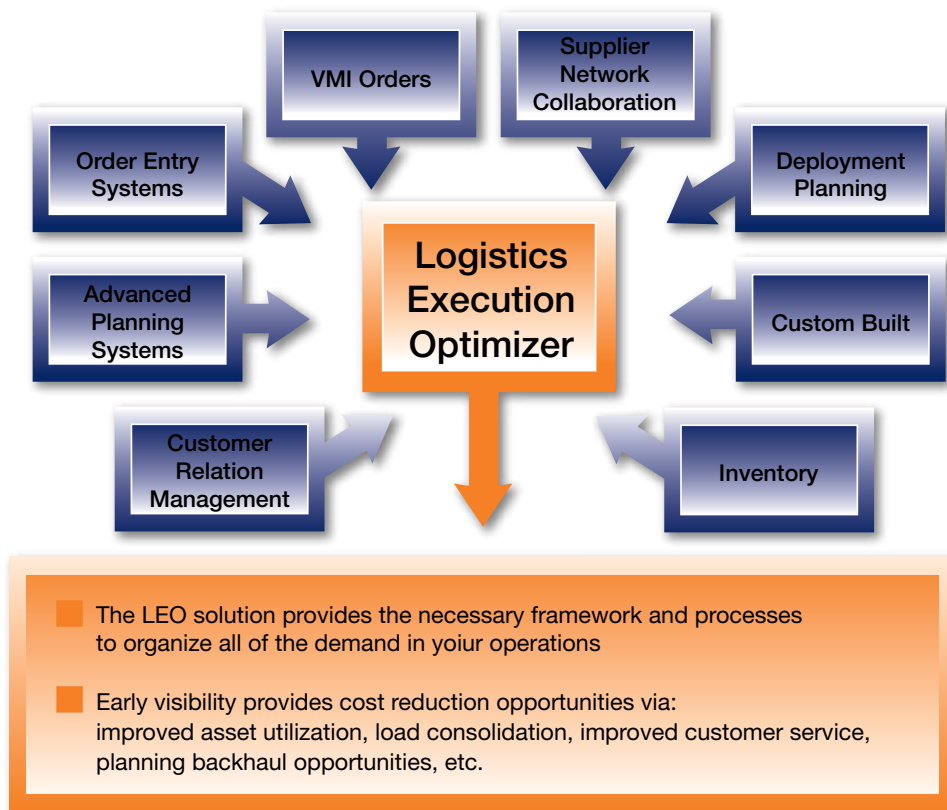 VMI Orders
Supplier
Network
Collaboration
Order Entry
Systems
Deployment
Planning
Logistics
Execution
Optimizer
Advanced
Planning
Systems
Custom Built
Customer
Relation
Management
Inventory
The LEO solution provides the necessary framework and processes
to organize all of the demand in yoiur operations
Early visibility provides cost reduction opportunities via:
improved asset utilization, load consolidation, improved customer service,
planning backhaul opportunities, etc.